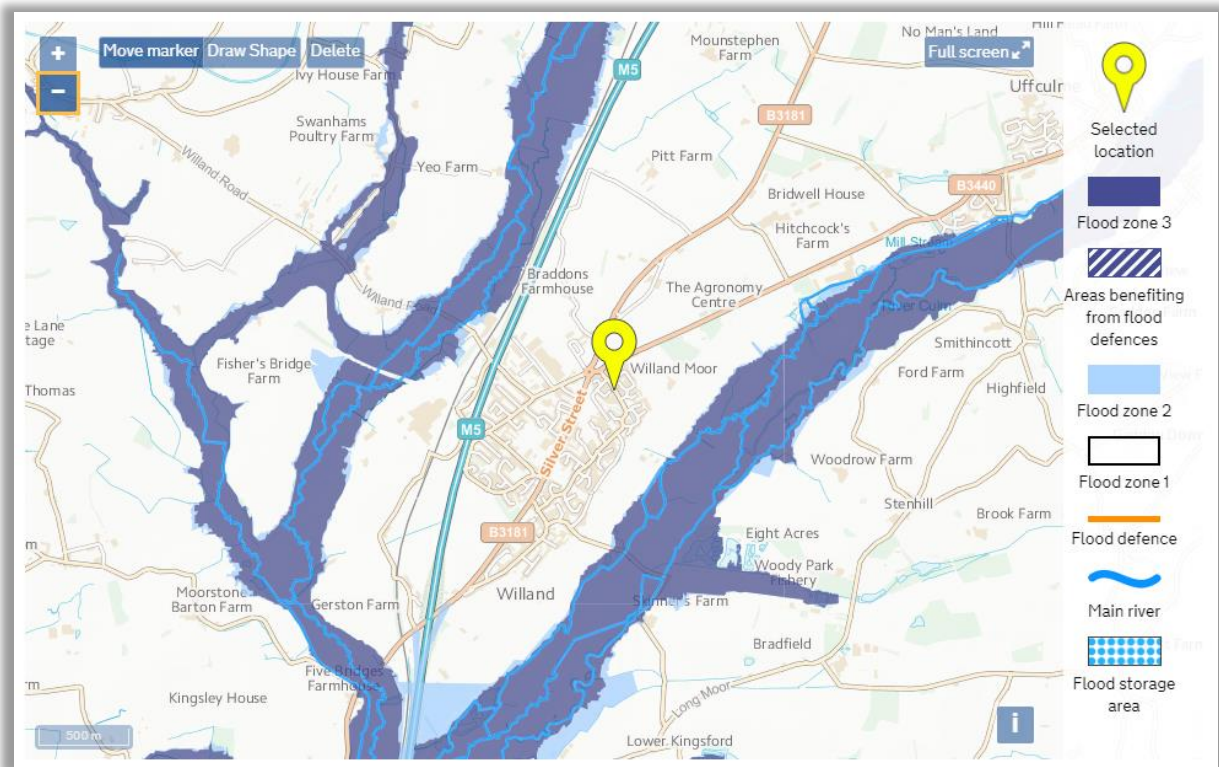 +
−
Move marker
Draw Shape
Delete
Full screen
No Man's Land
Mounstephen
Farm
M5
Ivy House Farm
Swanhams
Poultry Farm
Willand Road
Yeo Farm
B3181
Pitt Farm
Bridwell House
B3440
Hitchcock's
Farm
Mill Stream
Braddons
Farmhouse
The Agronomy
Centre
River Culm
Smithincott
Fisher's Bridge
Farm
Willand Moor
Ford Farm
Highfield
Thomas
M5
Silver Street
Woodrow Farm
Stenhill
Brook Farm
B3181
Eight Acres
Woody Park
Fishery
Moorstone
Barton Farm
Gerston Farm
Willand
Bradfield
Five Bridges
Farmhouse
Kingsley House
Long Moor
Lower Kingsford
500 m
i
Selected
location
Flood zone 3
Areas benefiting
from flood
defences
Flood zone 2
Flood zone 1
Flood defence
Main river
Flood storage
area